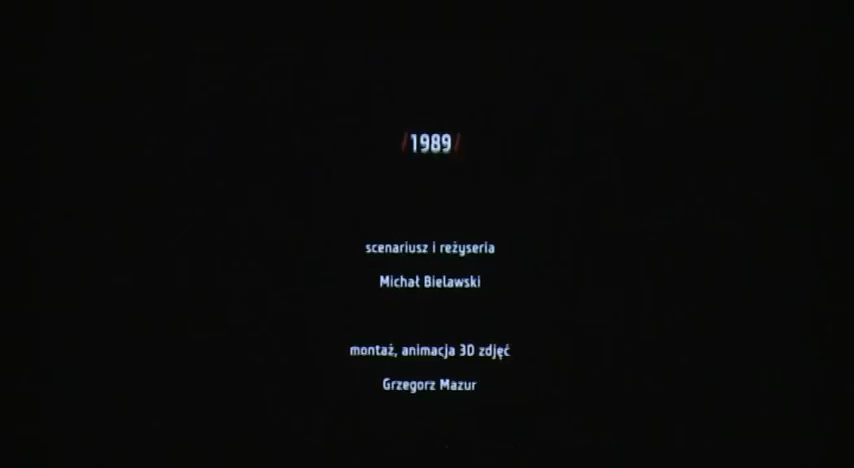 /1989/
scenariusz i reżyseria
Michał Bielawski
montaż, animacja 3D zdjęć
Grzegorz Mazur